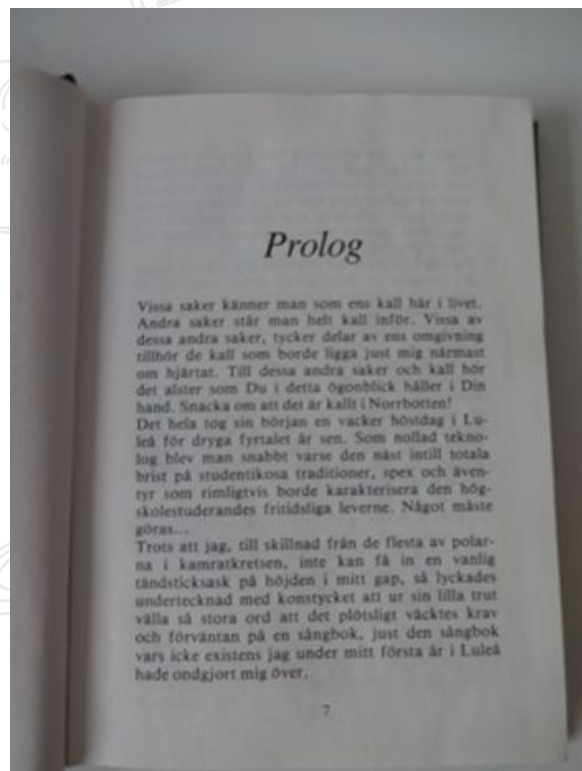 Prolog
Vissa saker känner man som ens kall här i livet.
Andra saker står man helt kall inför. Vissa av
dessa andra saker, tycker delar av ens omgivning
tillhör de kall som borde ligga just mig närmast
om hjärtat. Till dessa andra saker och kall hör
det alster som Du i detta ögonblick håller i Din
hand. Snacka om att det är kallt i Norrbotten!
Det hela tog sin början en vacker höstdag i Lu-
leå för dryga fyrtalet år sen. Som nollad tekno-
log blev man snabbt varse den näst intill totala
brist på studentikosa traditioner, spex och även-
tyr som rimligtvis borde karakterisera den hög-
skolestuderandes fritidsliga leverne. Något måste
göras...
Trots att jag, till skillnad från de flesta av polar-
na i kamratkretsen, inte kan få in en vanlig
tändsticksask på höjden i mitt gap, så lyckades
undertecknad med konstycket att ur sin lilla trut
välla så stora ord att det plötsligt väcktes krav
och förväntan på en sångbok, just den sångbok
vars icke existens jag under mitt första år i Luleå
hade ondgjort mig över.
7